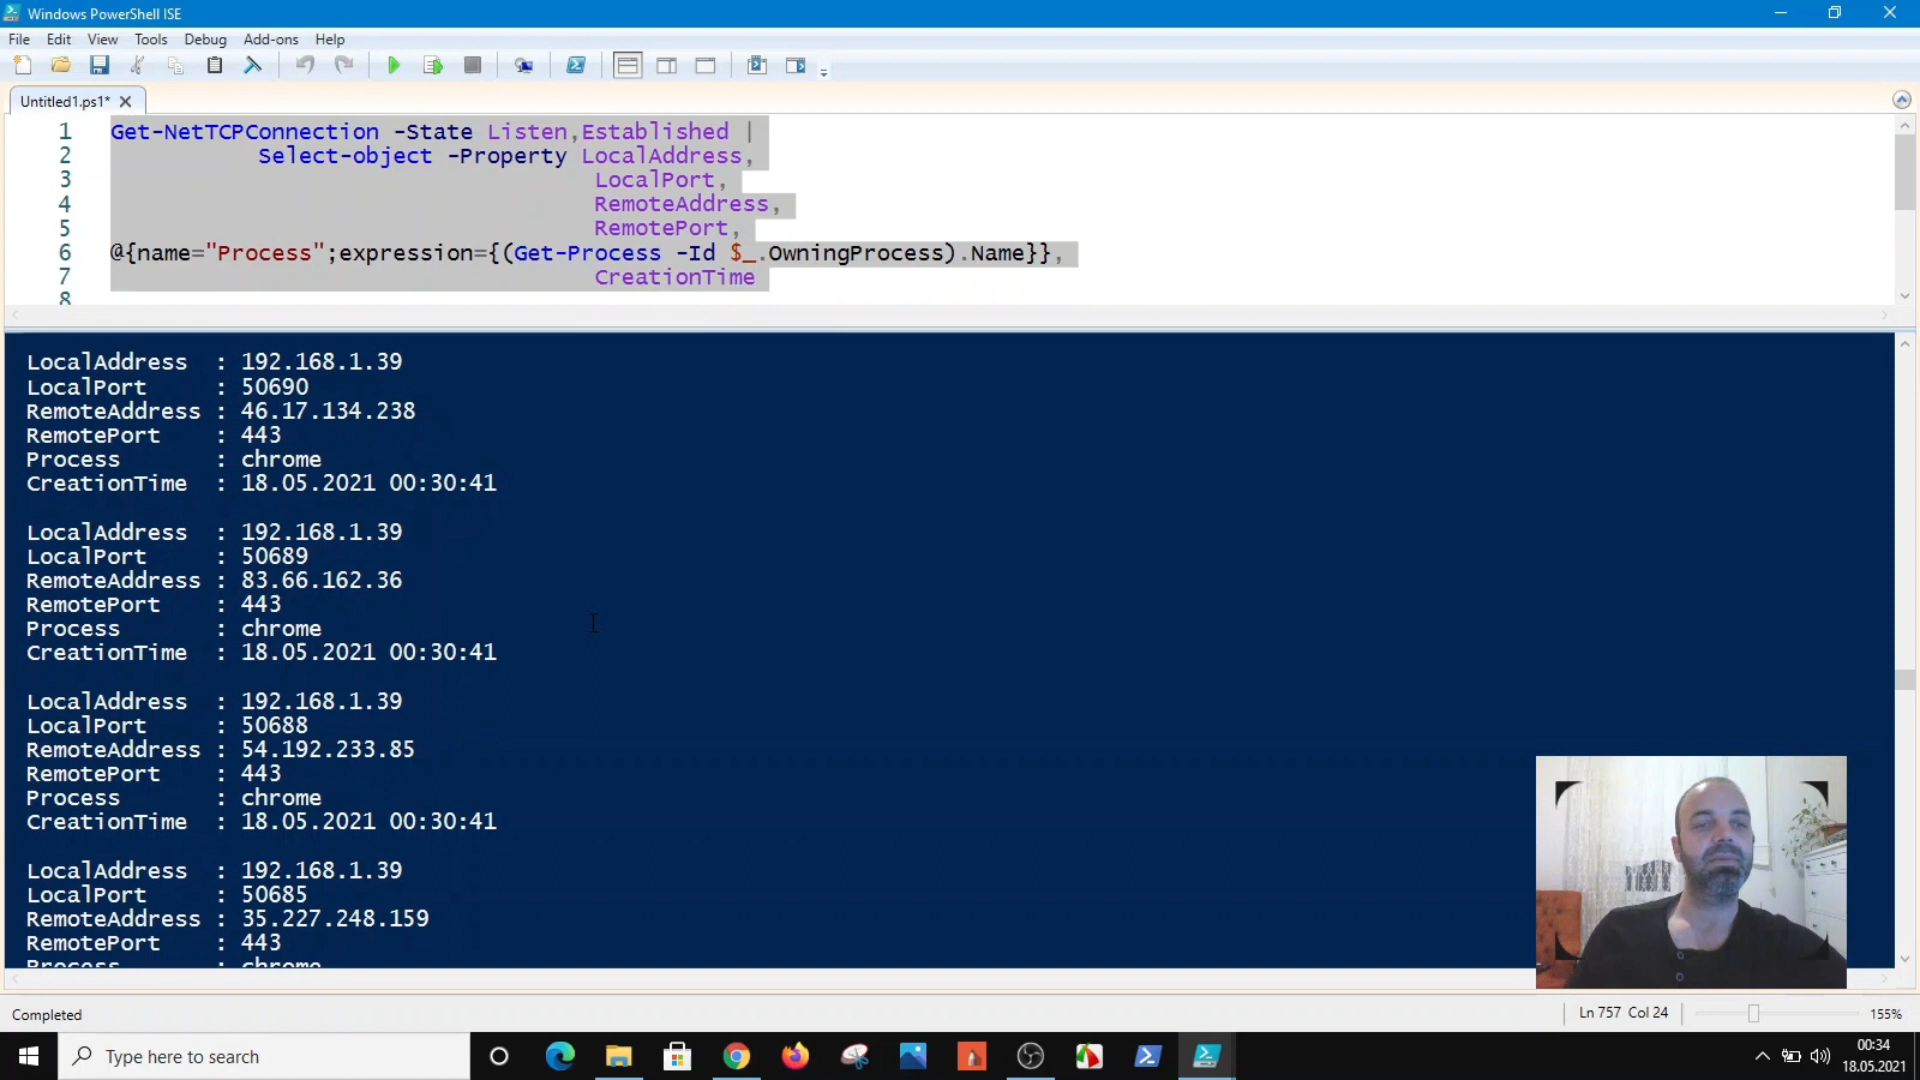 Windows PowerShell ISE
File Edit View Tools Debug Add-ons Help
Untitled1.ps1*
1 Get-NetTCPConnection -State Listen,Established |
2 Select-object -Property LocalAddress,
3 LocalPort,
4 RemoteAddress,
5 RemotePort,
6 @{name="Process";expression={(Get-Process -Id $_.OwningProcess).Name}},
7 CreationTime
8
LocalAddress : 192.168.1.39
LocalPort : 50690
RemoteAddress : 46.17.134.238
RemotePort : 443
Process : chrome
CreationTime : 18.05.2021 00:30:41
LocalAddress : 192.168.1.39
LocalPort : 50689
RemoteAddress : 83.66.162.36
RemotePort : 443
Process : chrome
CreationTime : 18.05.2021 00:30:41
LocalAddress : 192.168.1.39
LocalPort : 50688
RemoteAddress : 54.192.233.85
RemotePort : 443
Process : chrome
CreationTime : 18.05.2021 00:30:41
LocalAddress : 192.168.1.39
LocalPort : 50685
RemoteAddress : 35.227.248.159
RemotePort : 443
Process : chrome
Completed
Ln 757 Col 24
155%
Type here to search
00:34
18.05.2021